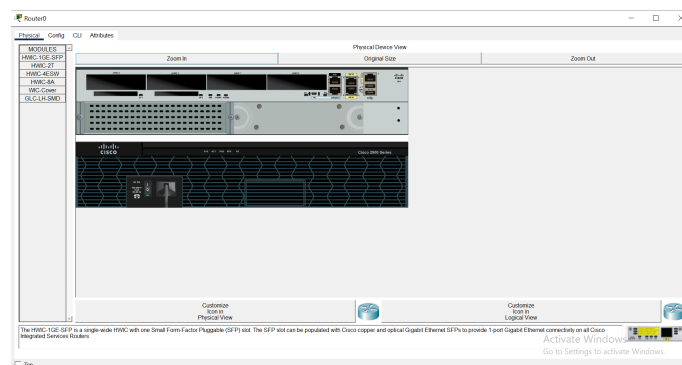 Router0
Physical Config CLI Attributes
MODULES
HWIC-1GE-SFP
HWIC-2T
HWIC-4ESW
HWIC-8A
WIC-Cover
GLC-LH-SMD
Physical Device View
Zoom In
Original Size
Zoom Out
CISCO
Cisco 2900 Series
Customize
Icon in
Physical View
Customize
Icon in
Logical View
The HWIC-1GE-SFP is a single-wide HWIC with one Small Form-Factor Pluggable (SFP) slot. The SFP slot can be populated with Cisco copper and optical Gigabit Ethernet SFPs to provide 1-port Gigabit Ethernet connectivity on all Cisco
Integrated Services Routers
Activate Windows
Go to Settings to activate Windows.
Top